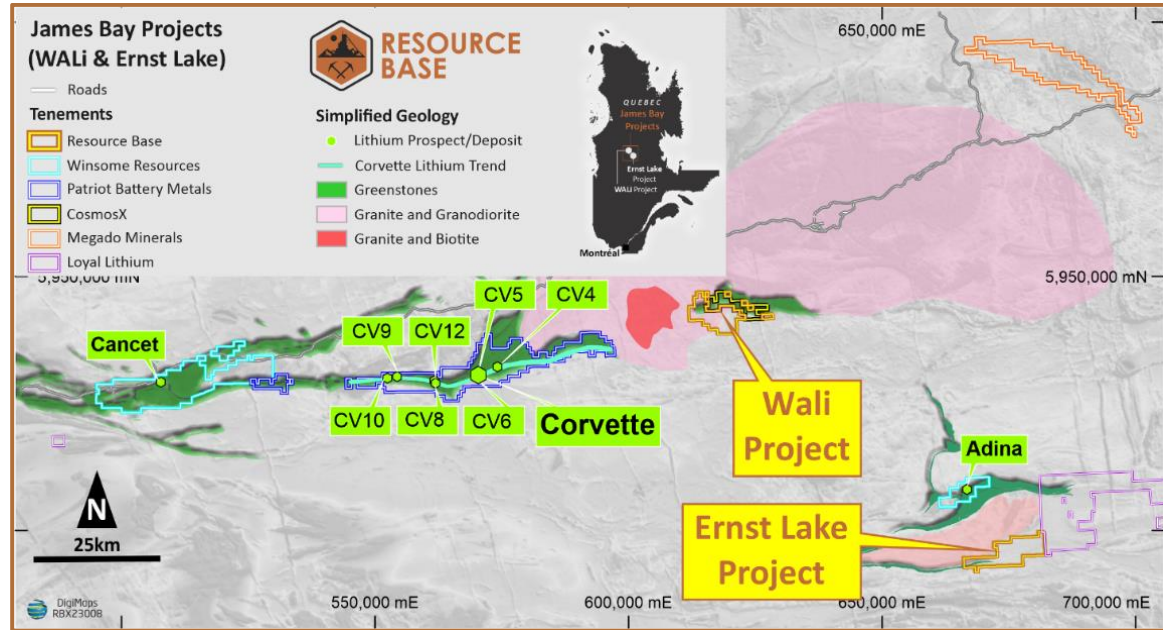 James Bay Projects
(WALi & Ernst Lake)
Roads
Tenements
Resource Base
Winsome Resources
Patriot Battery Metals
CosmosX
Megado Minerals
Loyal Lithium
RESOURCE
BASE
Simplified Geology
Lithium Prospect/Deposit
Corvette Lithium Trend
Greenstones
Granite and Granodiorite
Granite and Biotite
QUEBEC
James Bay
Projects
Ernst Lake
Project
WALi Project
Montréal
650,000 mE
5,950,000 mN
5,950,000 mN
CV5
CV4
CV9
CV12
Cancet
CV10
CV8
CV6
Corvette
Wali
Project
Adina
Ernst Lake
Project
N
25km
DigiMaps
RBX23008
550,000 mE
600,000 mE
650,000 mE
700,000 mE